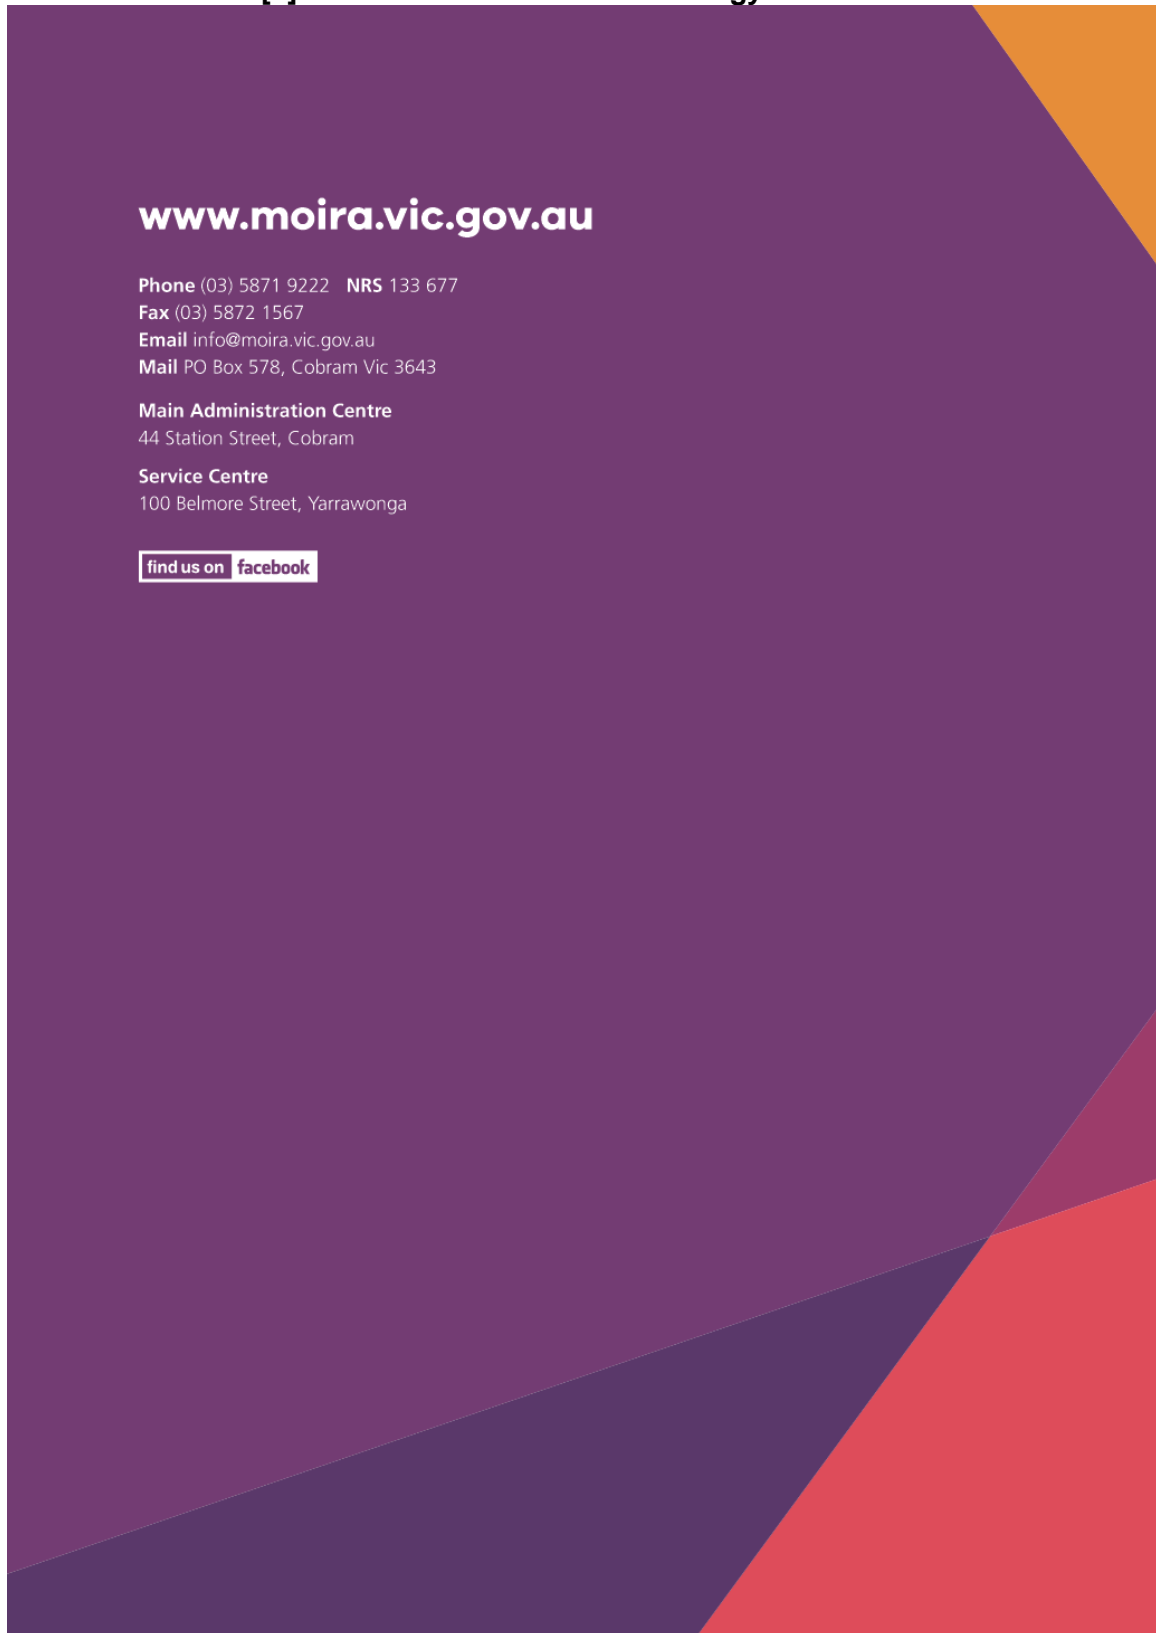 www.moira.vic.gov.au
Phone (03) 5871 9222 NRS 133 677
Fax (03) 5872 1567
Email info@moira.vic.gov.au
Mail PO Box 578, Cobram Vic 3643
Main Administration Centre
44 Station Street, Cobram
Service Centre
100 Belmore Street, Yarrawonga
find us on facebook